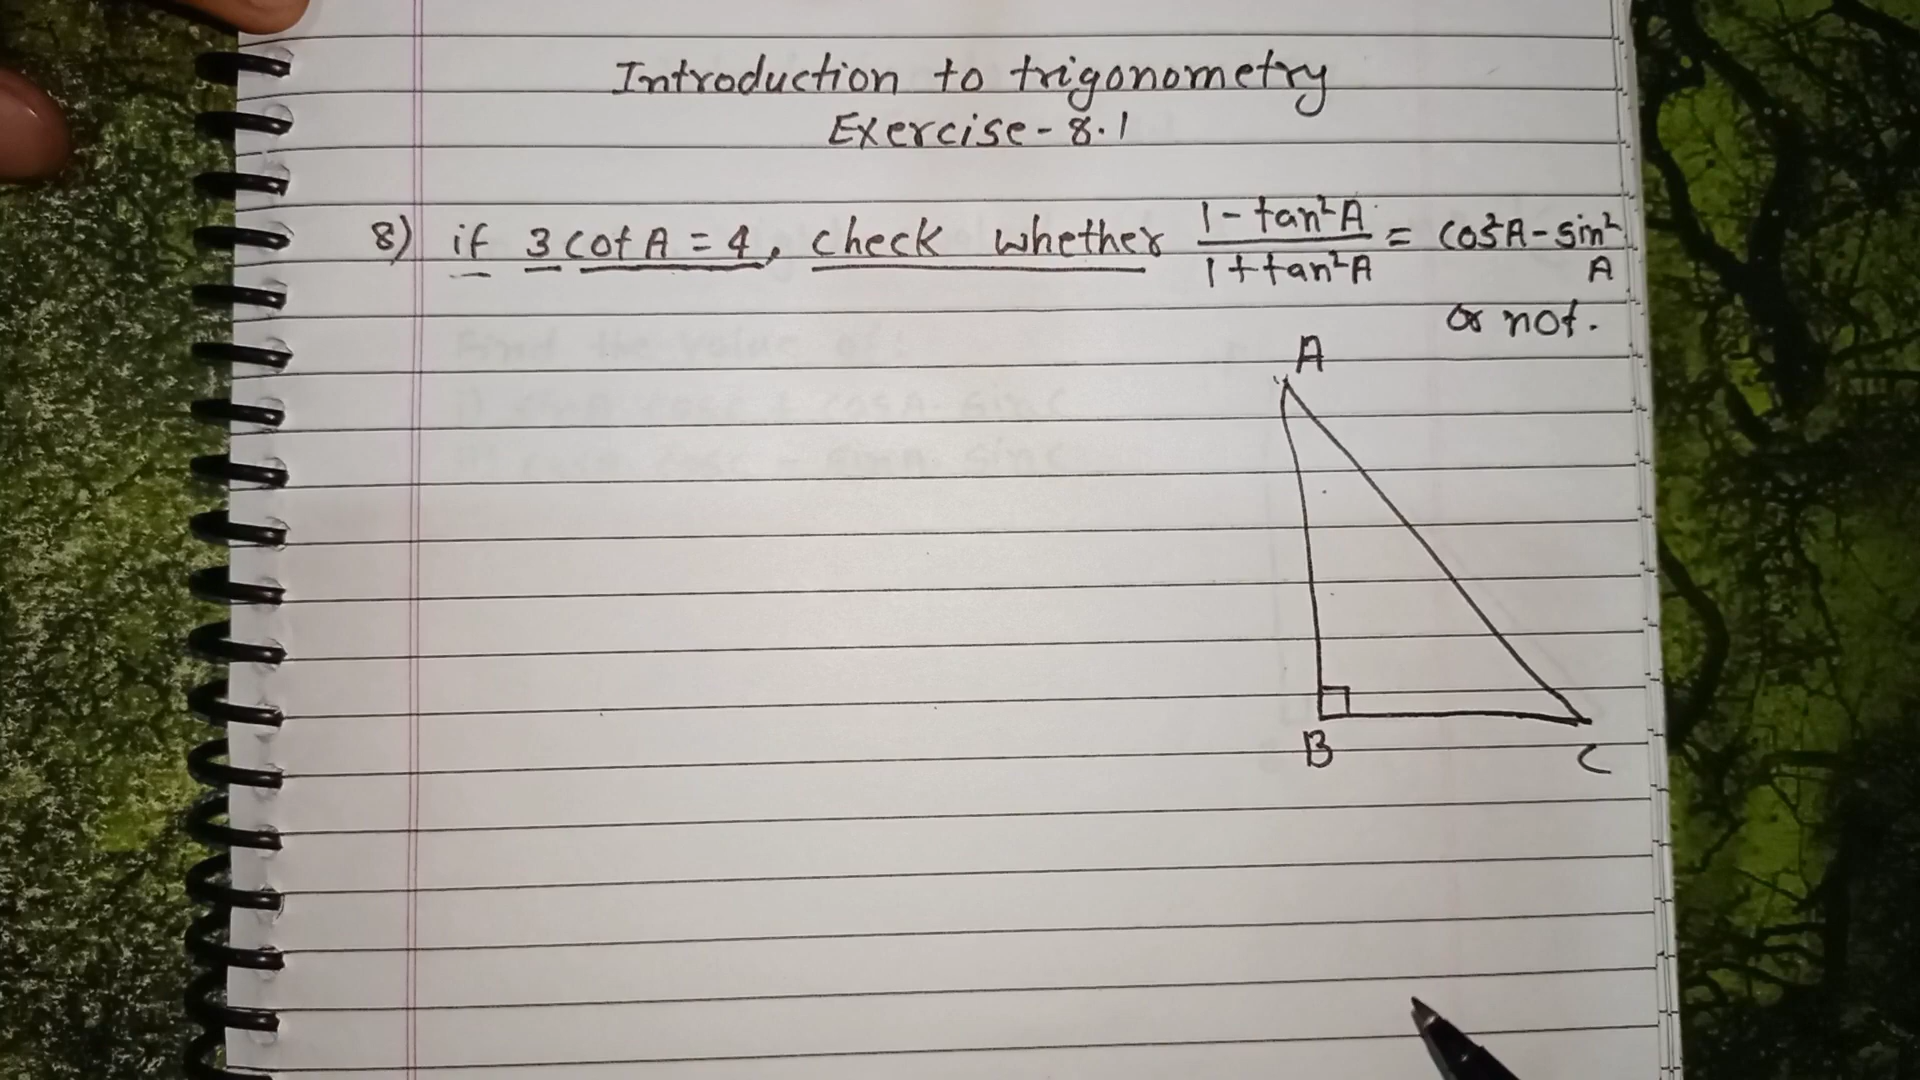 Introduction to trigonometry
Exercise - 8.1
8) if 3 cot A = 4, check whether (1 - tan²A)/(1 + tan²A) = cos²A - sin²
A
or not.
A
B
C